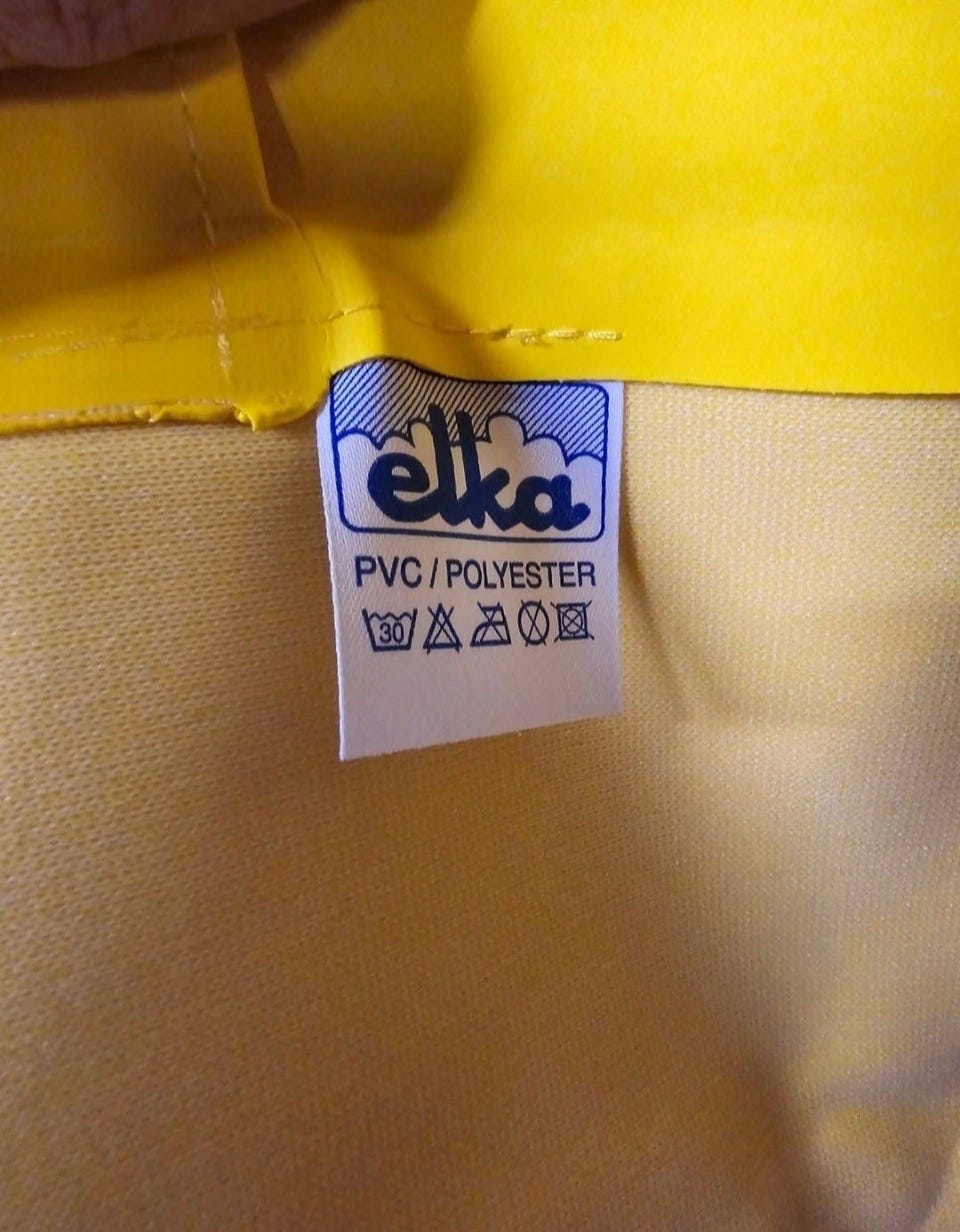 elka
PVC / POLYESTER
30